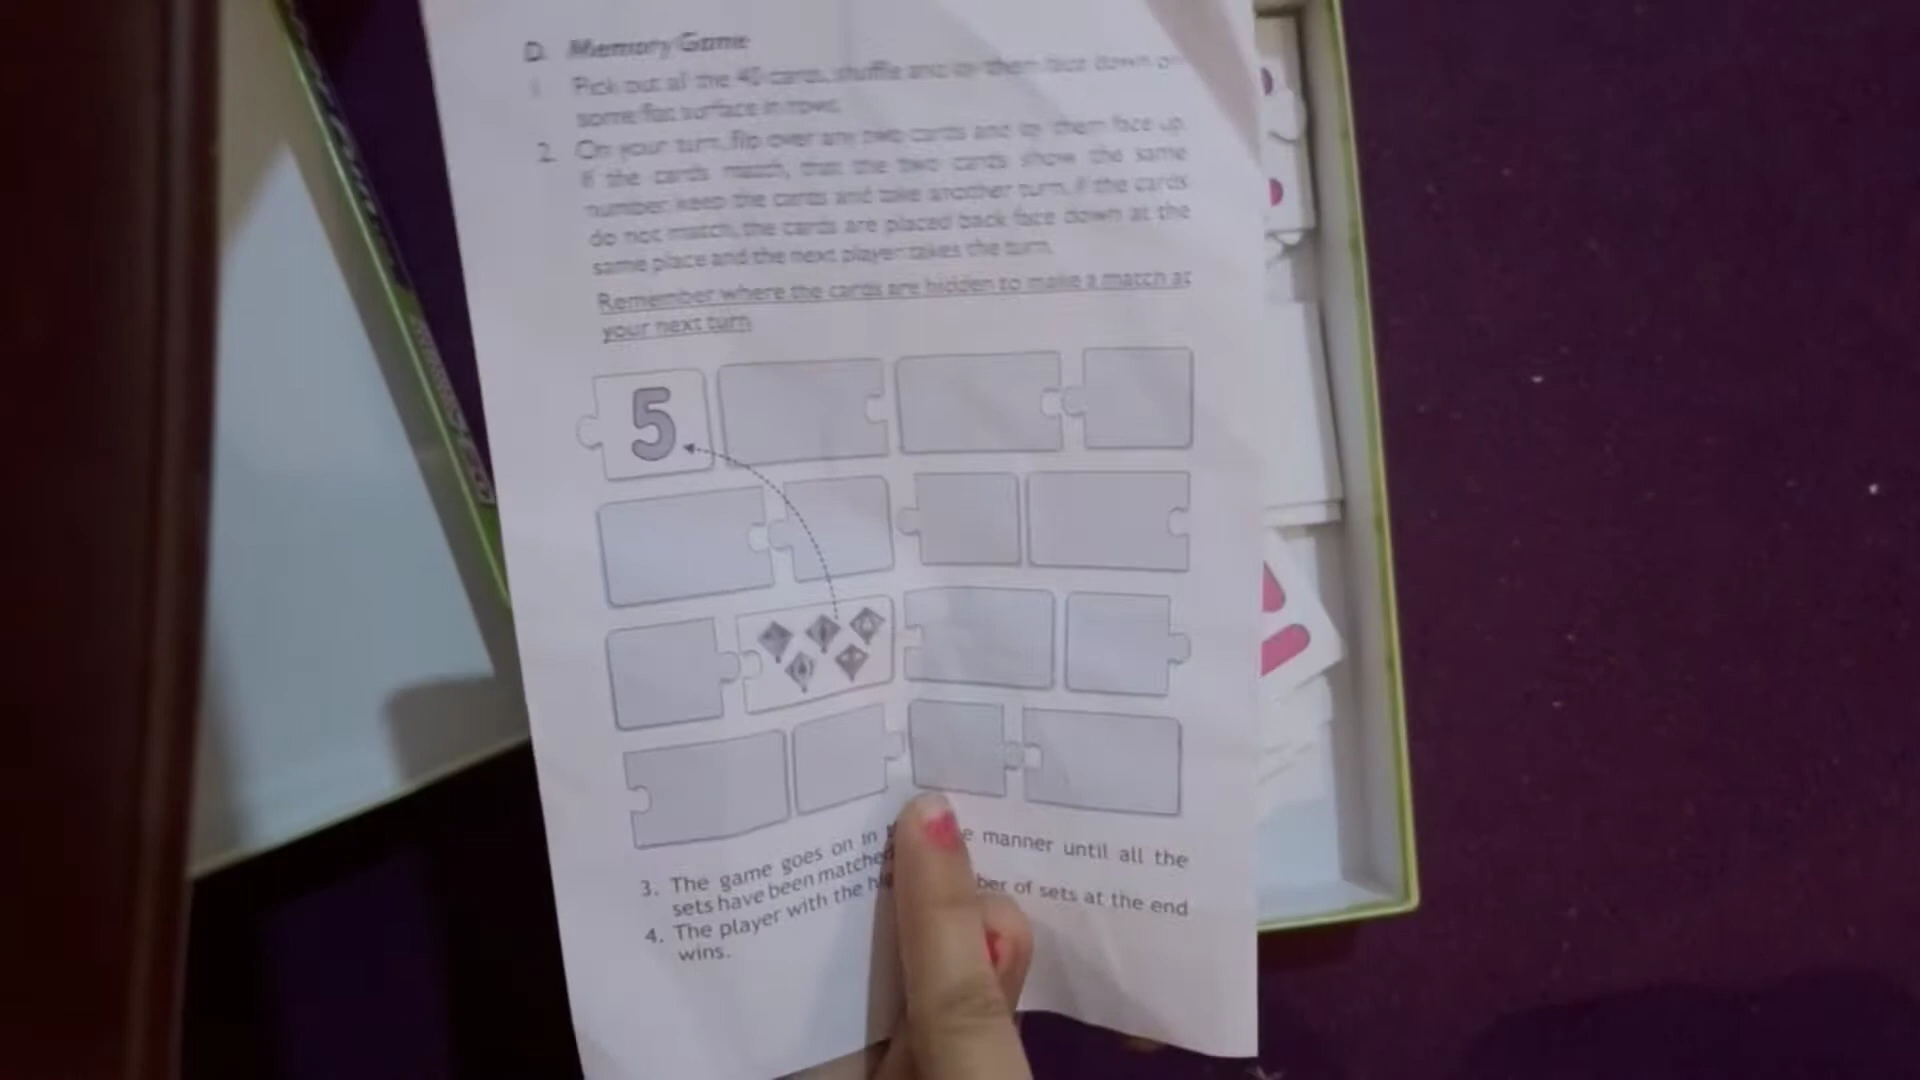 D. Memory Game
1. Pick out all the 40 cards, shuffle and lay them face down on
some flat surface in rows.
2. On your turn, flip over any two cards and lay them face up.
If the cards match, that the two cards show the same
number keep the cards and take another turn. If the cards
do not match, the cards are placed back face down at the
same place and the next player takes the turn.
Remember where the cards are hidden to make a match at
your next turn
5
3. The game goes on in manner until all the
sets have been matched
4. The player with the of sets at the end
wins.